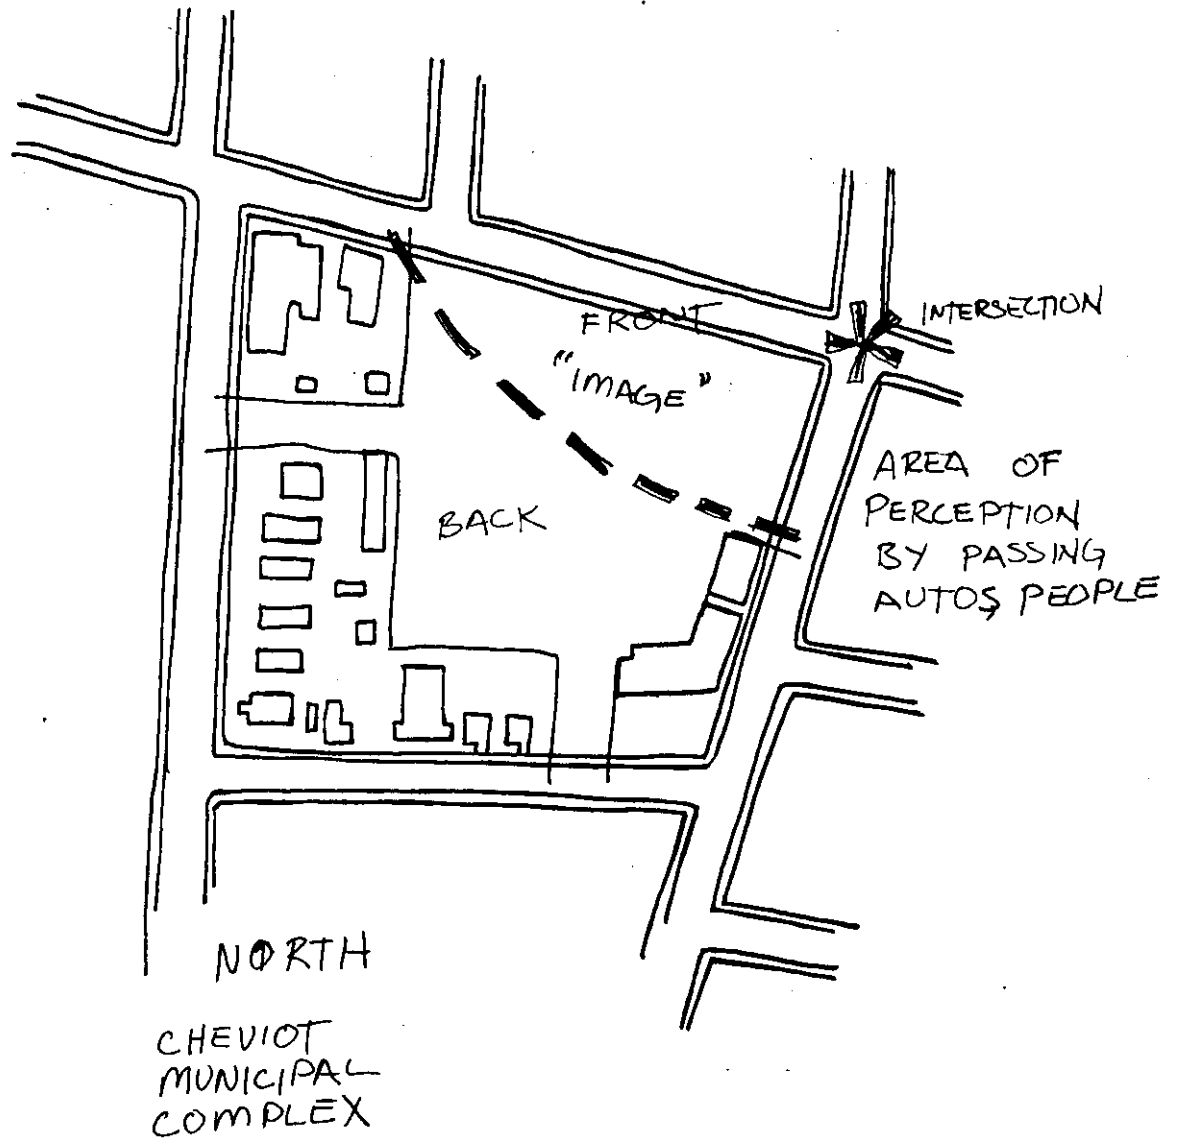 INTERSECTION
FRONT
"IMAGE"
AREA OF
PERCEPTION
BY PASSING
AUTOS PEOPLE
BACK
NORTH
CHEVIOT
MUNICIPAL
COMPLEX